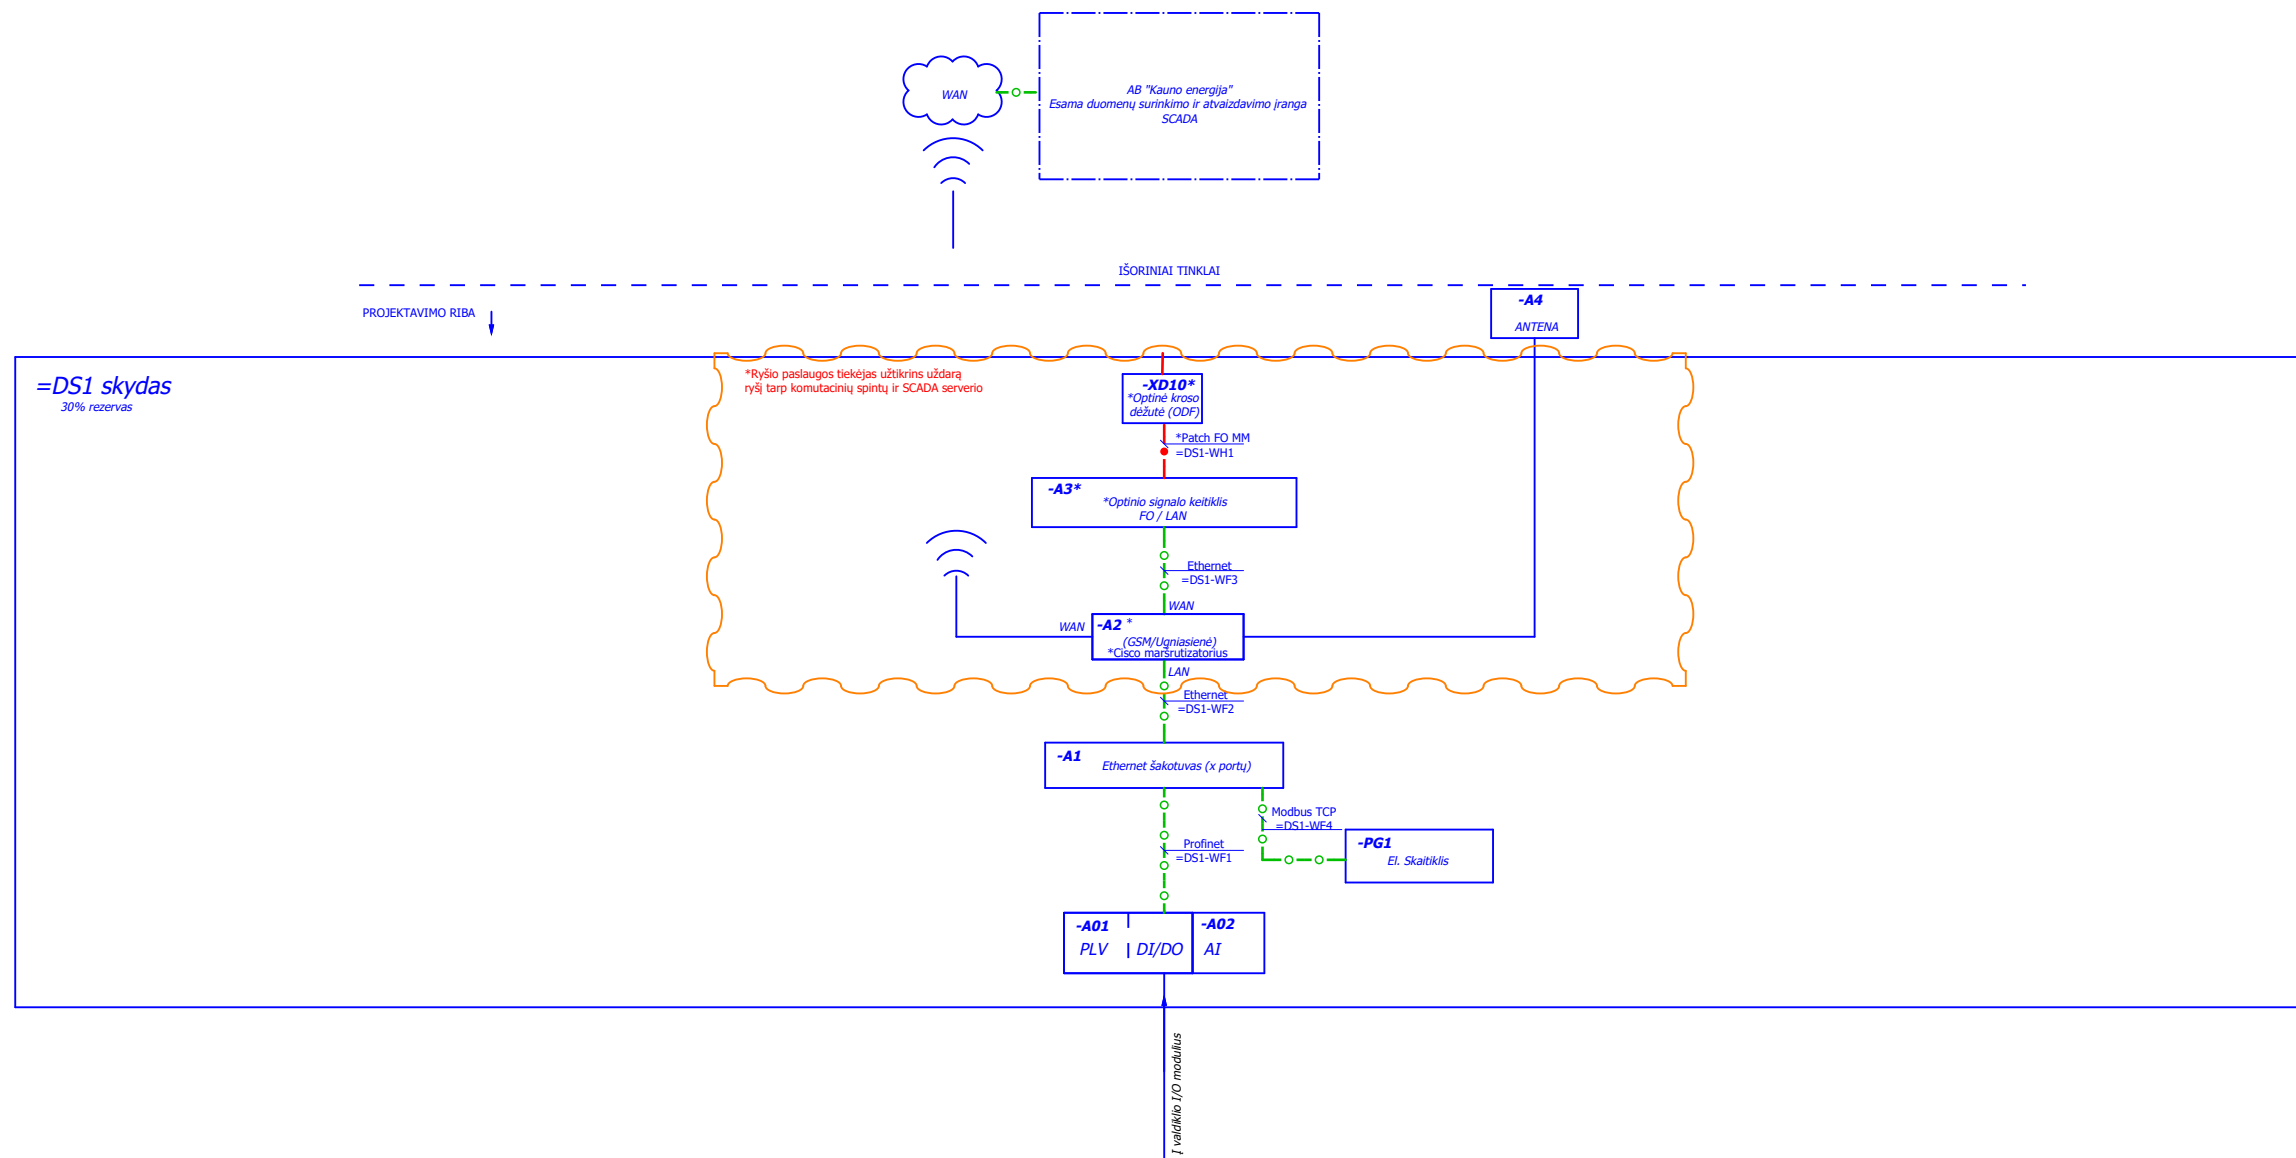 WAN
AB "Kauno energija"
Esama duomenų surinkimo ir atvaizdavimo įranga
SCADA
IŠORINIAI TINKLAI
PROJEKTAVIMO RIBA
-A4
ANTENA
=DS1 skydas
30% rezervas
*Ryšio paslaugos tiekėjas užtikrins uždarą
ryšį tarp komutacinių spintų ir SCADA serverio
-XD10*
*Optinė kroso
dėžutė (ODF)
*Patch FO MM
=DS1-WH1
-A3*
*Optinio signalo keitiklis
FO / LAN
Ethernet
=DS1-WF3
WAN
WAN
-A2 *
(GSM/Ugniasienė)
*Cisco maršrutizatorius
LAN
Ethernet
=DS1-WF2
-A1
Ethernet šakotuvas (x portų)
Modbus TCP
=DS1-WF4
Profinet
=DS1-WF1
-PG1
El. Skaitiklis
-A01
-A02
PLV
DI/DO
AI
Į valdiklio I/O modulius